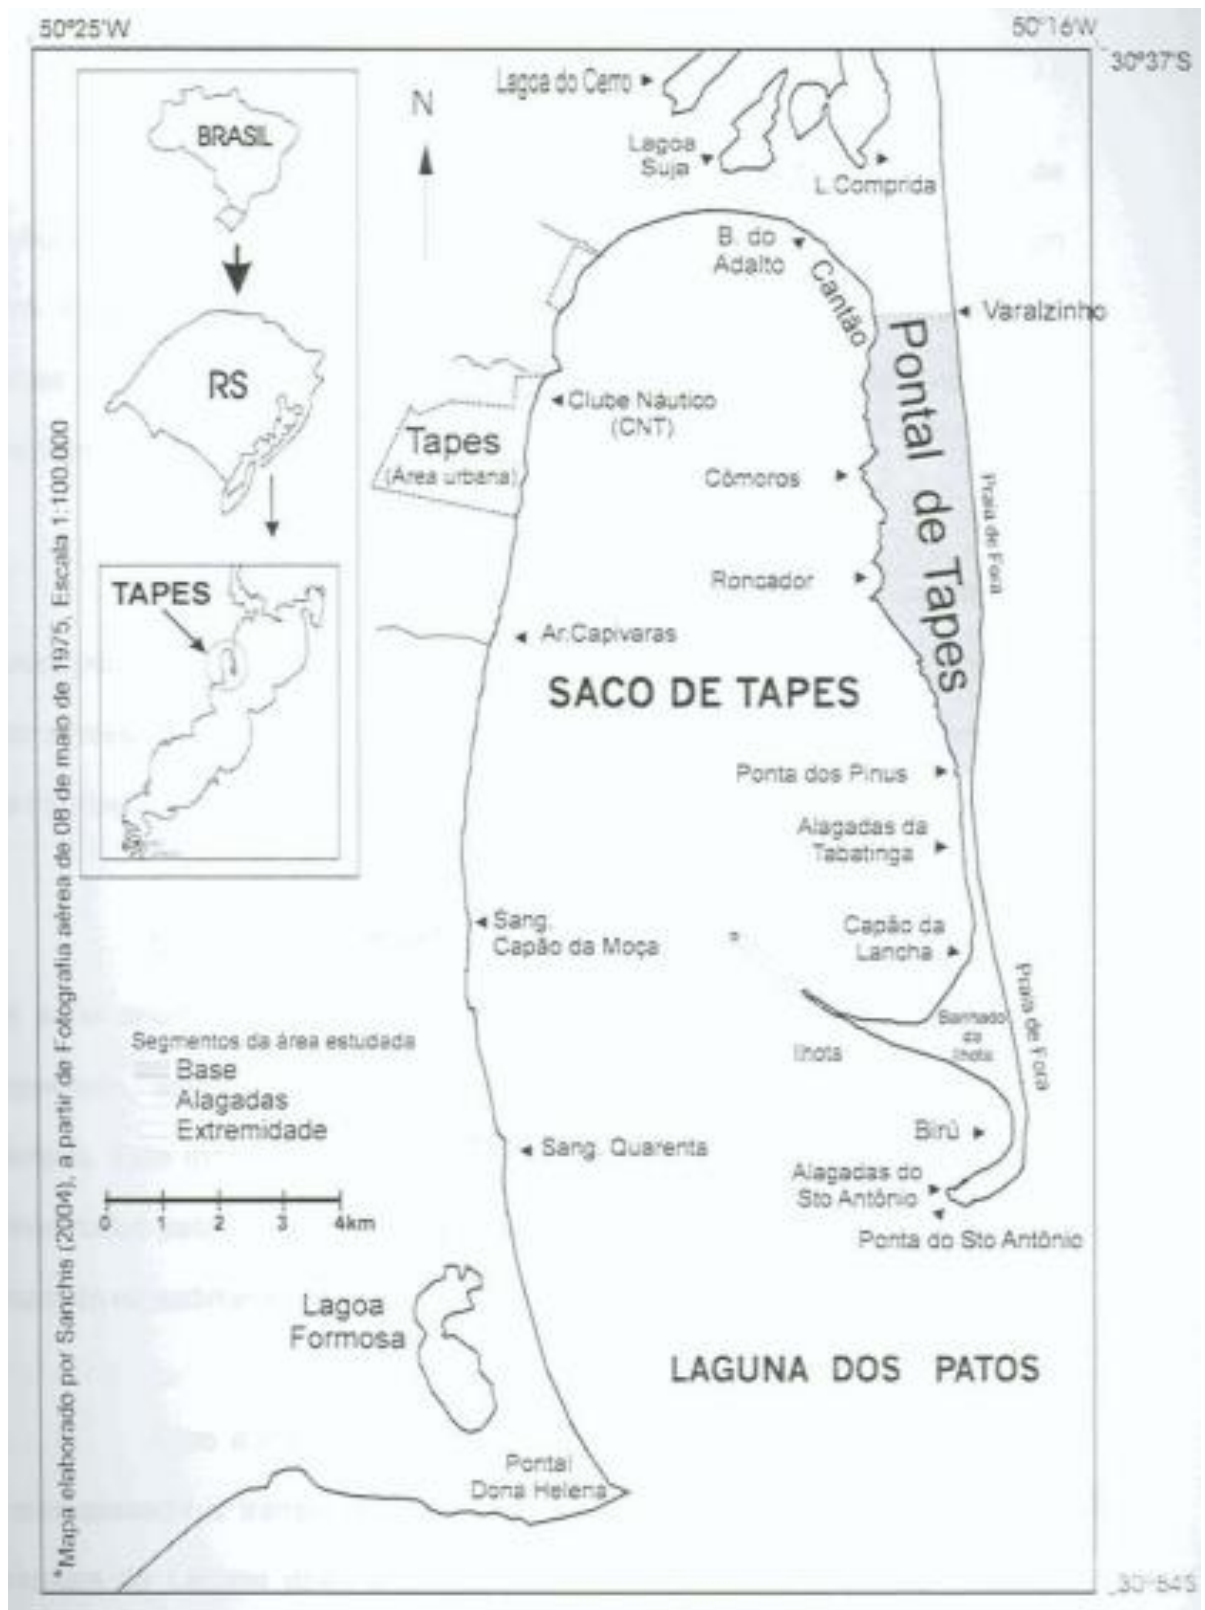 50°25'W
50°16'W
30°37'S
BRASIL
RS
TAPES
N
Lagoa do Cerro
Lagoa
Suja
L.Comprida
B. do
Adalto
Cantão
Varalzinho
Pontal de Tapes
Clube Náutico
(CNT)
Tapes
(Área urbana)
Cômoros
Praia de Fora
Roncador
Ar.Capivaras
SACO DE TAPES
Ponta dos Pinus
Alagadas da
Tabatinga
Sang.
Capão da Moça
Capão da
Lancha
Praia de Fora
Banhado
da
Ilhota
Ilhota
Segmentos da área estudada
Base
Alagadas
Extremidade
Birú
Sang. Quarenta
Alagadas do
Sto Antônio
Ponta do Sto Antônio
0 1 2 3 4km
Lagoa
Formosa
LAGUNA DOS PATOS
Pontal
Dona Helena
30°54S
*Mapa elaborado por Sanchis (2004), a partir de Fotografia aérea de 08 de maio de 1975, Escala 1:100.000